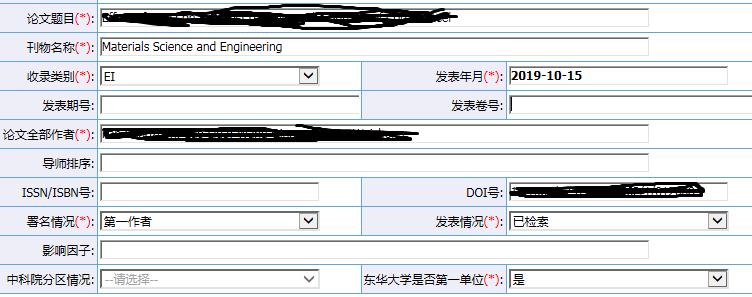 论文题目(*):
刊物名称(*): Materials Science and Engineering
收录类别(*): EI 发表年月(*): 2019-10-15
发表期号: 发表卷号:
论文全部作者(*):
导师排序:
ISSN/ISBN号: DOI号:
署名情况(*): 第一作者 发表情况(*): 已检索
影响因子:
中科院分区情况: --请选择-- 东华大学是否第一单位(*): 是